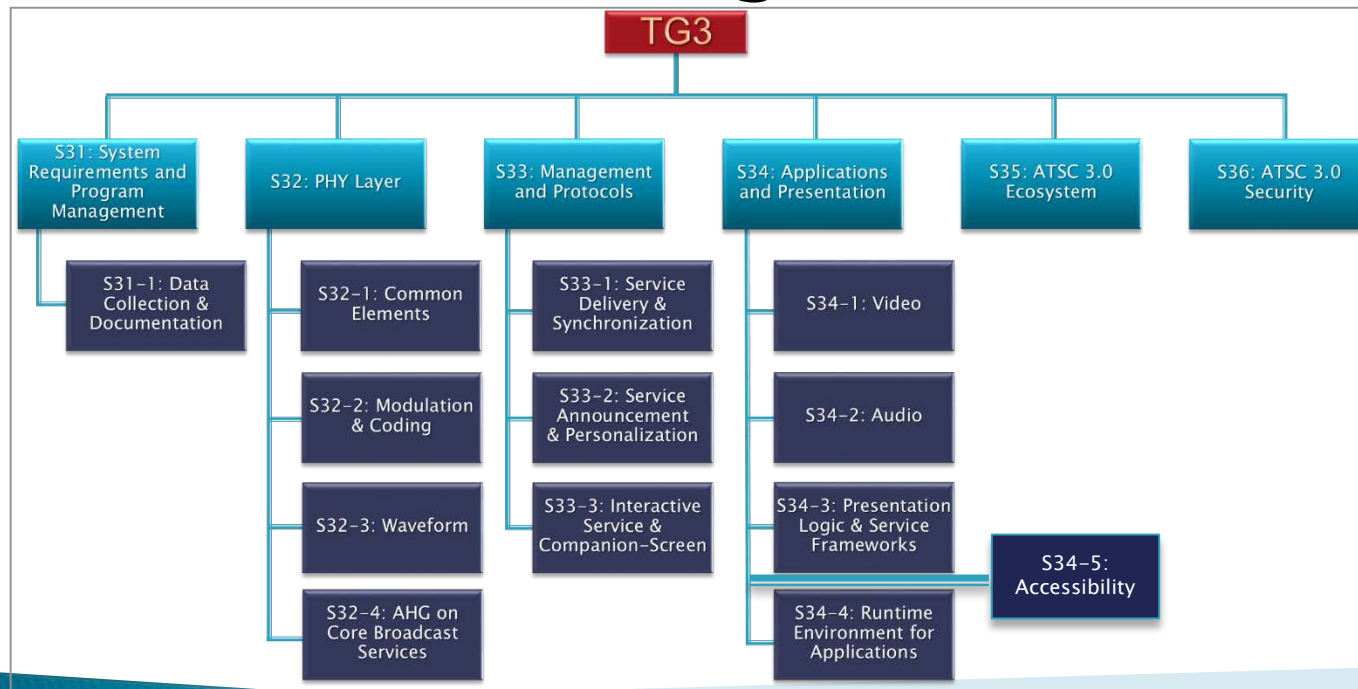 TG3
S31: System
Requirements and
Program
Management
S32: PHY Layer
S33: Management
and Protocols
S34: Applications
and Presentation
S35: ATSC 3.0
Ecosystem
S36: ATSC 3.0
Security
S31-1: Data
Collection &
Documentation
S32-1: Common
Elements
S32-2: Modulation
& Coding
S32-3: Waveform
S32-4: AHG on
Core Broadcast
Services
S33-1: Service
Delivery &
Synchronization
S33-2: Service
Announcement
& Personalization
S33-3: Interactive
Service &
Companion-Screen
S34-1: Video
S34-2: Audio
S34-3: Presentation
Logic & Service
Frameworks
S34-4: Runtime
Environment for
Applications
S34-5:
Accessibility